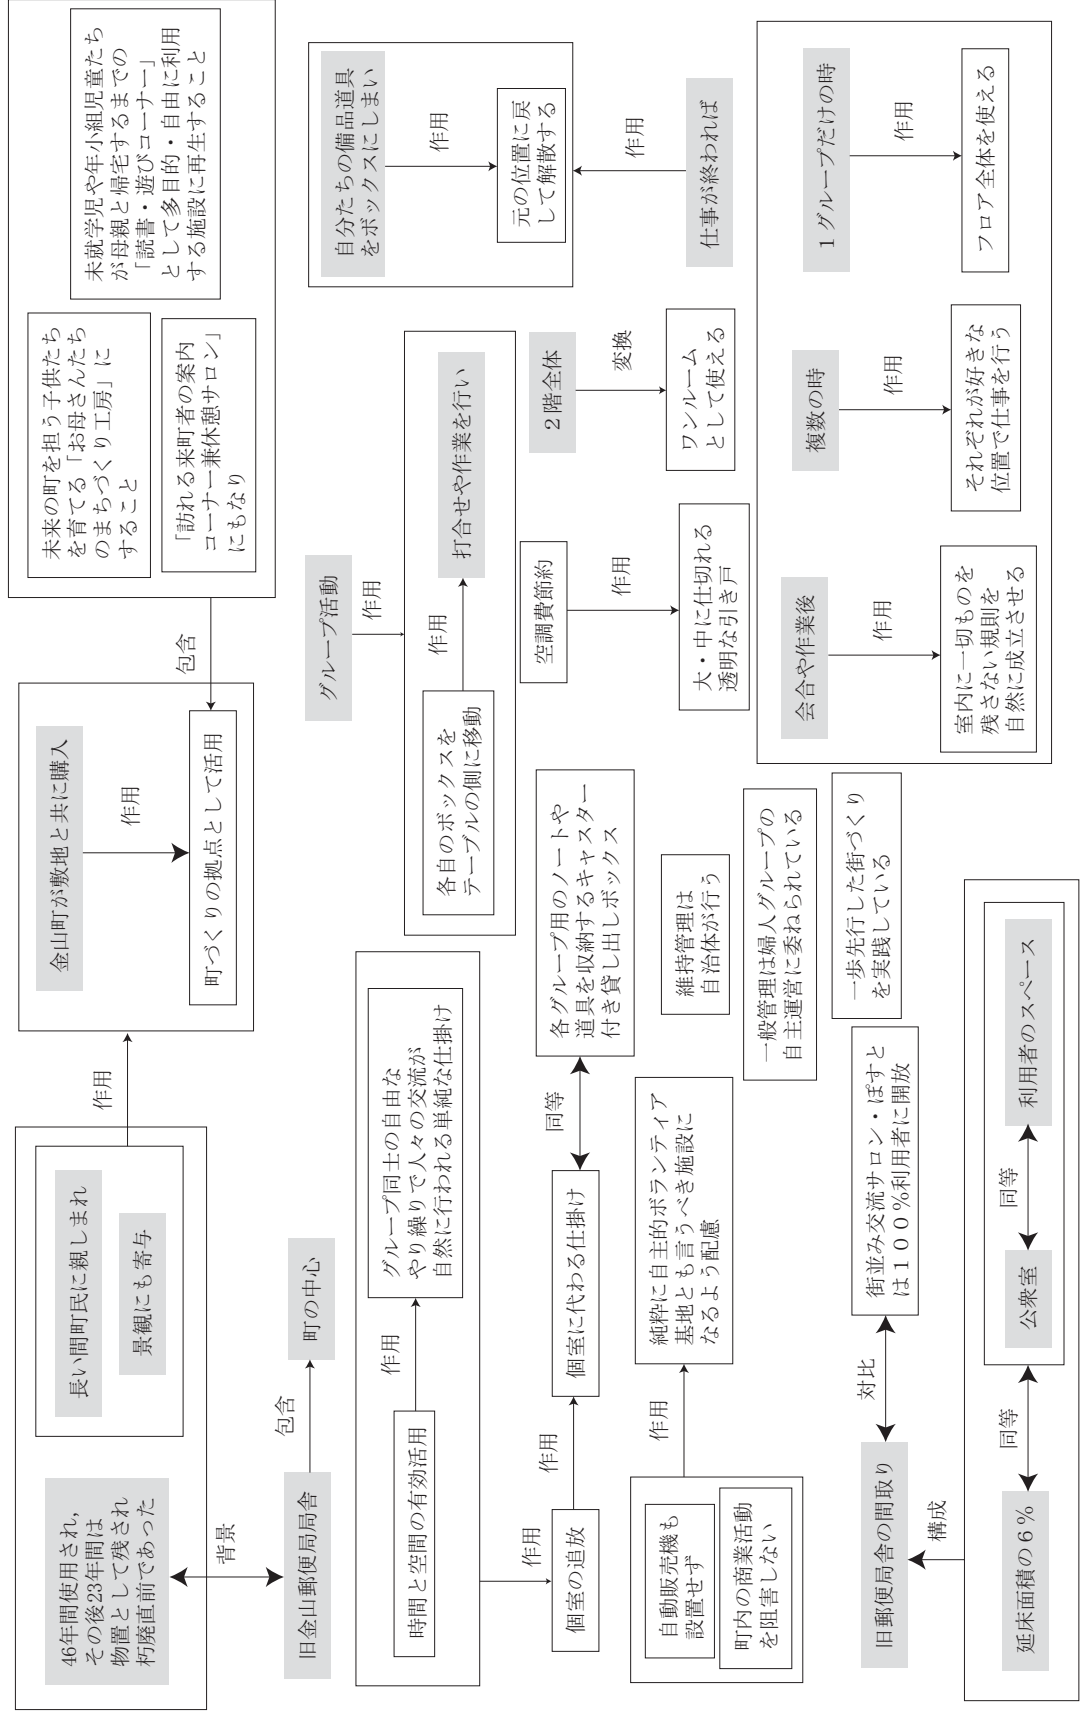 46年間使用され,
その後23年間は
物置として残され
朽廃直前であった
長い間町民に親しまれ
景観にも寄与
作用
金山町が敷地と共に購入
作用
町づくりの拠点として活用
包含
未来の町を担う子供たち
を育てる「お母さんたち
のまちづくり工房」に
すること
「訪れる来町者の案内
コーナー兼休憩サロン」
にもなり
未就学児や年小組児童たち
が母親と帰宅するまでの
「読書・遊びコーナー」
として多目的・自由に利用
する施設に再生すること
背景
旧金山郵便局局舎
包含
町の中心
時間と空間の有効活用
作用
グループ同士の自由な
やり繰りで人々の交流が
自然に行われる単純な仕掛け
作用
個室の追放
作用
個室に代わる仕掛け
同等
各グループ用のノートや
道具を収納するキャスター
付き貸し出しボックス
グループ活動
作用
各自のボックスを
テーブルの側に移動
作用
打合せや作業を行い
自分たちの備品道具
をボックスにしまい
作用
元の位置に戻
して解散する
作用
仕事が終われば
空調費節約
作用
大・中に仕切れる
透明な引き戸
2階全体
変換
ワンルーム
として使える
自動販売機も
設置せず
町内の商業活動
を阻害しない
作用
純粋に自主的ボランティア
基地とも言うべき施設に
なるよう配慮
維持管理は
自治体が行う
一般管理は婦人グループの
自主運営に委ねられている
一歩先行した街づくり
を実践している
会合や作業後
作用
室内に一切ものを
残さない規則を
自然に成立させる
複数の時
作用
それぞれが好きな
位置で仕事を行う
1グループだけの時
作用
フロア全体を使える
旧郵便局舎の間取り
対比
街並み交流サロン・ぽすと
は100%利用者に開放
構成
延床面積の6%
同等
公衆室
同等
利用者のスペース